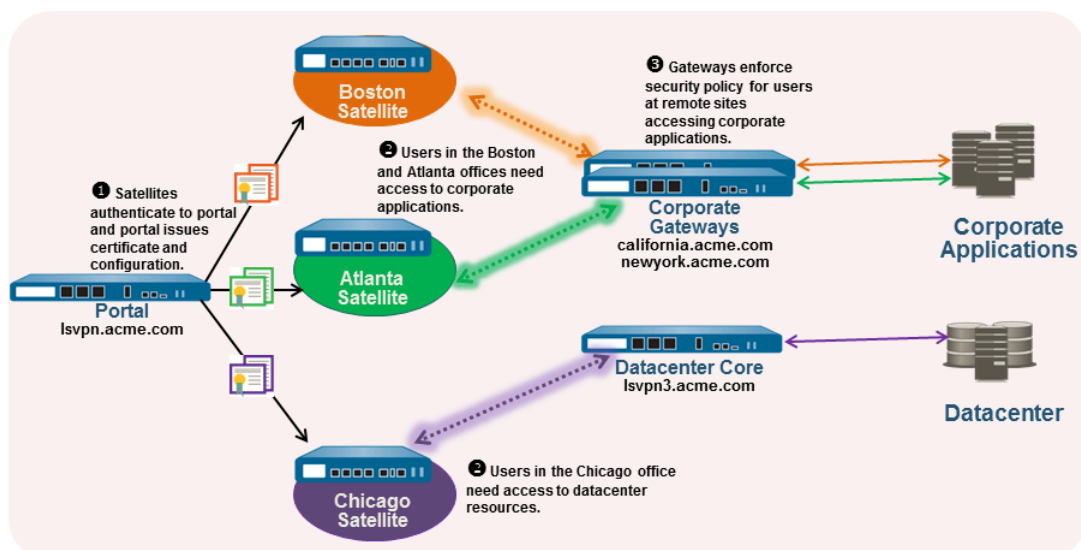 ❶ Satellites
authenticate to portal
and portal issues
certificate and
configuration.
Portal
lsvpn.acme.com
Boston
Satellite
❷ Users in the Boston
and Atlanta offices need
access to corporate
applications.
Atlanta
Satellite
Chicago
Satellite
❷ Users in the Chicago office
need access to datacenter
resources.
❸ Gateways enforce
security policy for users
at remote sites
accessing corporate
applications.
Corporate
Gateways
california.acme.com
newyork.acme.com
Datacenter Core
lsvpn3.acme.com
Corporate
Applications
Datacenter